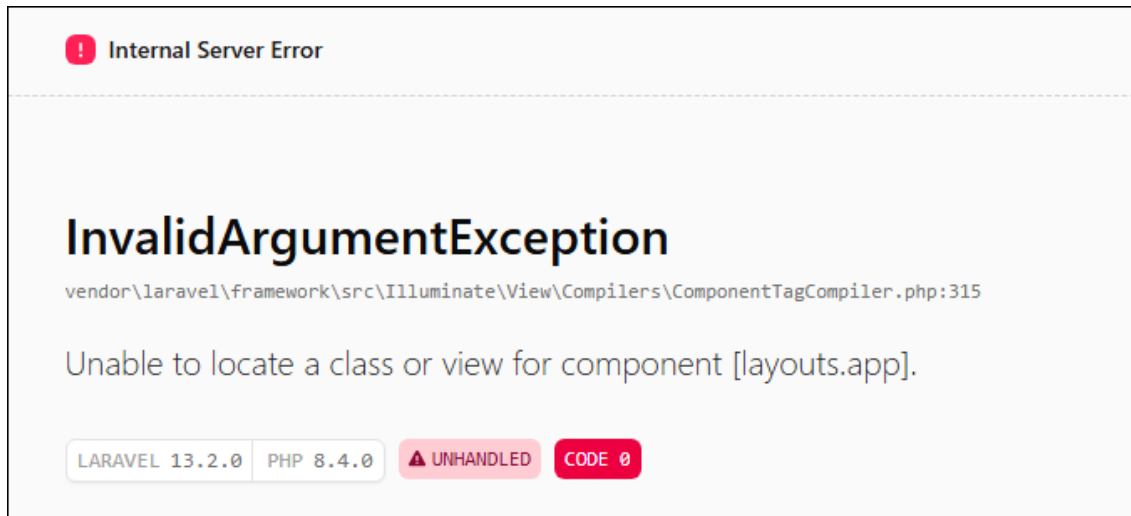 ! Internal Server Error
InvalidArgumentException
vendor\laravel\framework\src\Illuminate\View\Compilers\ComponentTagCompiler.php:315
Unable to locate a class or view for component [layouts.app].
LARAVEL 13.2.0 PHP 8.4.0 UNHANDLED CODE 0